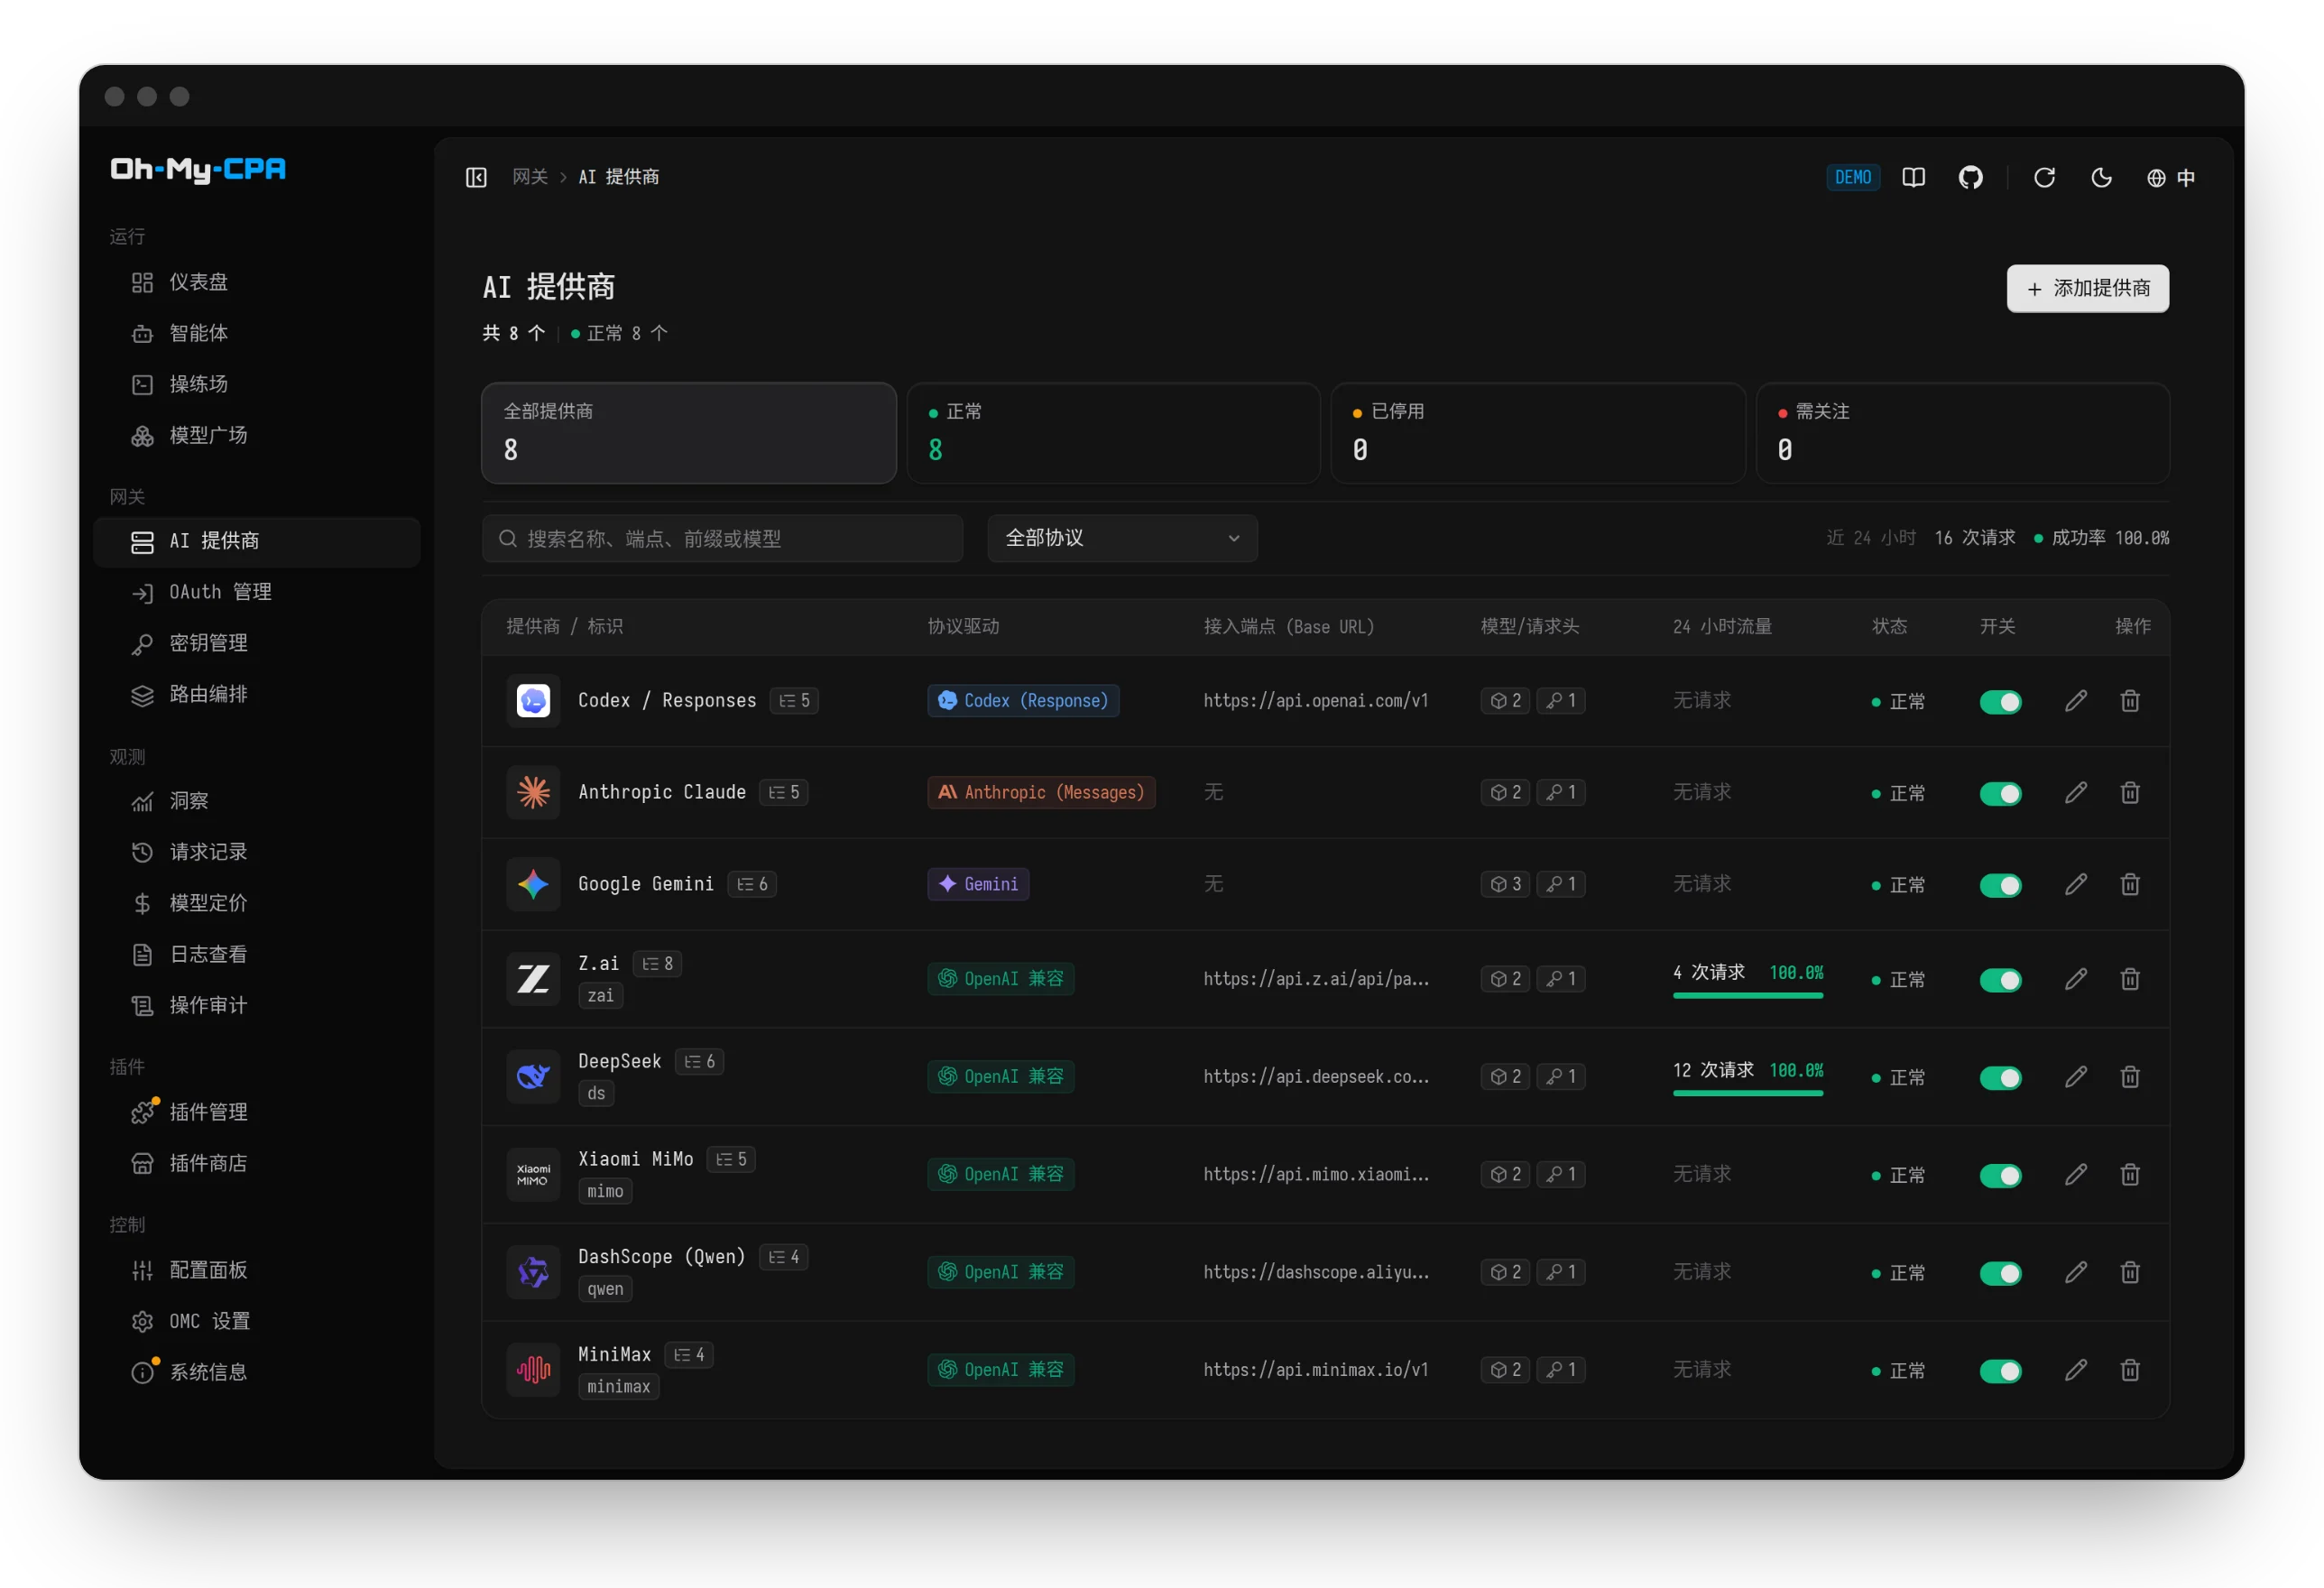 Oh-My-CPA
运行
仪表盘
智能体
操练场
模型广场
网关
AI 提供商
OAuth 管理
密钥管理
路由编排
观测
洞察
请求记录
模型定价
日志查看
操作审计
插件
插件管理
插件商店
控制
配置面板
OMC 设置
系统信息
网关 > AI 提供商
DEMO
中
AI 提供商
+ 添加提供商
共 8 个 正常 8 个
全部提供商
8
正常
8
已停用
0
需关注
0
搜索名称、端点、前缀或模型
全部协议
近 24 小时 16 次请求 成功率 100.0%
提供商 / 标识 协议驱动 接入端点 (Base URL) 模型/请求头 24 小时流量 状态 开关 操作
Codex / Responses 5 Codex (Response) https://api.openai.com/v1 2 1 无请求 正常
Anthropic Claude 5 Anthropic (Messages) 无 2 1 无请求 正常
Google Gemini 6 Gemini 无 3 1 无请求 正常
Z.ai 8
zai
OpenAI 兼容 https://api.z.ai/api/pa... 2 1 4 次请求 100.0% 正常
DeepSeek 6
ds
OpenAI 兼容 https://api.deepseek.co... 2 1 12 次请求 100.0% 正常
Xiaomi MIMO
Xiaomi MiMo 5
mimo
OpenAI 兼容 https://api.mimo.xiaomi... 2 1 无请求 正常
DashScope (Qwen) 4
qwen
OpenAI 兼容 https://dashscope.aliyu... 2 1 无请求 正常
MiniMax 4
minimax
OpenAI 兼容 https://api.minimax.io/v1 2 1 无请求 正常